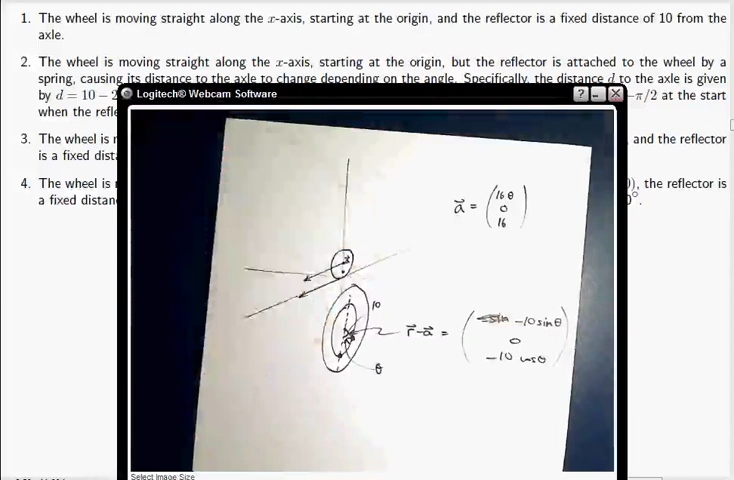 1. The wheel is moving straight along the x-axis, starting at the origin, and the reflector is a fixed distance of 10 from the
axle.
2. The wheel is moving straight along the x-axis, starting at the origin, but the reflector is attached to the wheel by a
spring, causing its distance to the axle to change depending on the angle. Specifically, the distance d to the axle is given
by d = 10 − 2
−π/2 at the start
when the refle
Logitech® Webcam Software
3. The wheel is
and the reflector
is a fixed dist
4. The wheel is
the reflector is
a fixed distan
a⃗ = (16θ
0
16)
10
r⃗-a⃗ = (-10 sinθ
0
-10 cosθ)
θ
Select Image Size